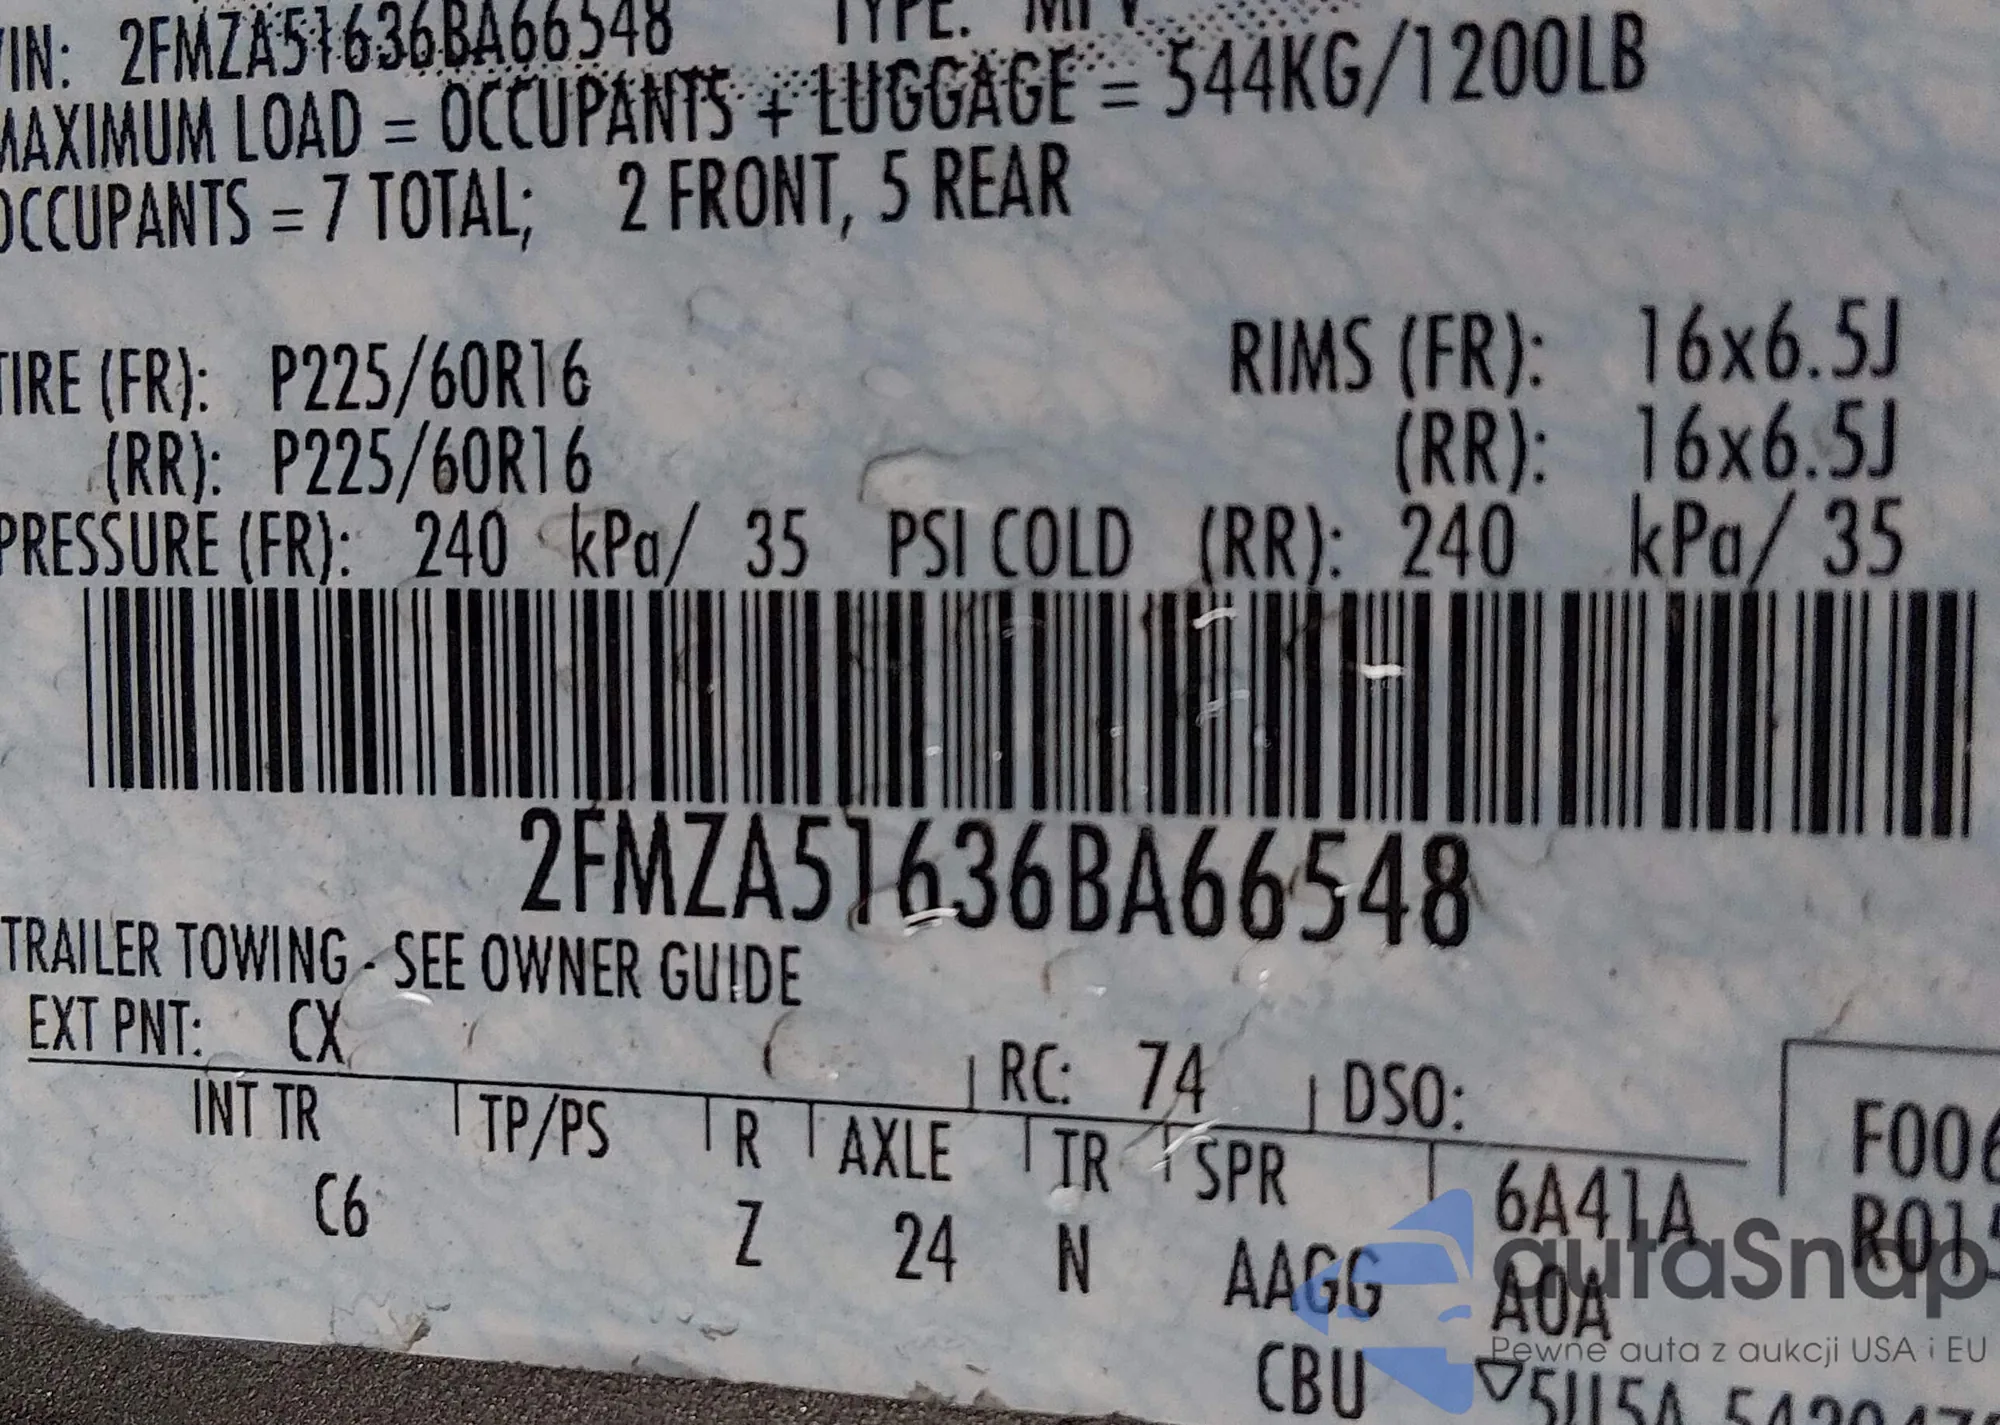 VIN: 2FMZA51636BA66548 TYPE: MPV
MAXIMUM LOAD = OCCUPANTS + LUGGAGE = 544KG/1200LB
OCCUPANTS = 7 TOTAL; 2 FRONT, 5 REAR
TIRE (FR): P225/60R16 RIMS (FR): 16x6.5J
(RR): P225/60R16 (RR): 16x6.5J
PRESSURE (FR): 240 kPa/ 35 PSI COLD (RR): 240 kPa/ 35
2FMZA51636BA66548
TRAILER TOWING - SEE OWNER GUIDE
EXT PNT: CX RC: 74 DSO:
INT TR TP/PS R AXLE TR SPR 6A41A F006
C6 Z 24 N AAGG A0A R015
CBU
autaSnap
Pewne auta z aukcji USA i EU